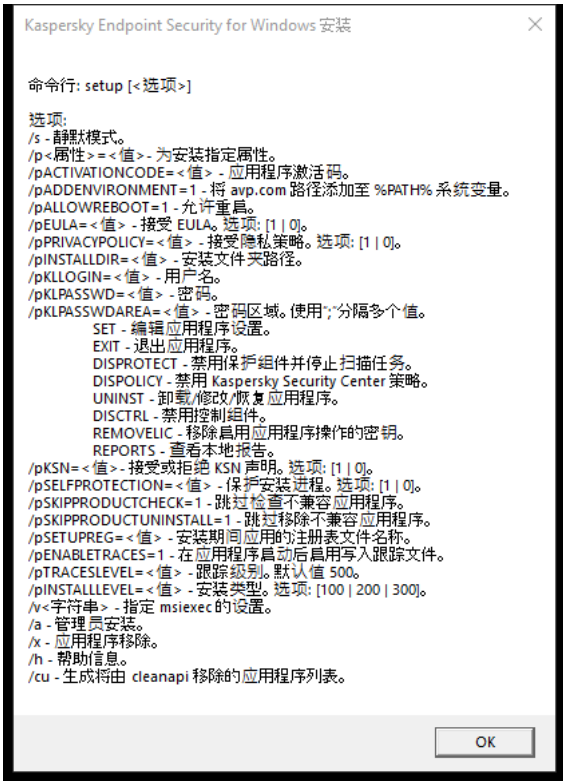 Kaspersky Endpoint Security for Windows 安装
命令行: setup [<选项>]
选项:
/s - 静默模式。
/p<属性>=<值> - 为安装指定属性。
/pACTIVATIONCODE=<值> - 应用程序激活码。
/pADDENVIRONMENT=1 - 将 avp.com 路径添加至 %PATH% 系统变量。
/pALLOWREBOOT=1 - 允许重启。
/pEULA=<值> - 接受 EULA。选项: [1 | 0]。
/pPRIVACYPOLICY=<值> - 接受隐私策略。选项: [1 | 0]。
/pINSTALLDIR=<值> - 安装文件夹路径。
/pKLLOGIN=<值> - 用户名。
/pKLPASSWD=<值> - 密码。
/pKLPASSWDAREA=<值> - 密码区域。使用";"分隔多个值。
SET - 编辑应用程序设置。
EXIT - 退出应用程序。
DISPROTECT - 禁用保护组件并停止扫描任务。
DISPOLICY - 禁用 Kaspersky Security Center 策略。
UNINST - 卸载/修改/恢复应用程序。
DISCTRL - 禁用控制组件。
REMOVELIC - 移除启用应用程序操作的密钥。
REPORTS - 查看本地报告。
/pKSN=<值> - 接受或拒绝 KSN 声明。选项: [1 | 0]。
/pSELFPROTECTION=<值> - 保护安装进程。选项: [1 | 0]。
/pSKIPPRODUCTCHECK=1 - 跳过检查不兼容应用程序。
/pSKIPPRODUCTUNINSTALL=1 - 跳过移除不兼容应用程序。
/pSETUPREG=<值> - 安装期间应用的注册表文件名称。
/pENABLETRACES=1 - 在应用程序启动后启用写入跟踪文件。
/pTRACESLEVEL=<值> - 跟踪级别。默认值 500。
/pINSTALLLEVEL=<值> - 安装类型。选项: [100 | 200 | 300]。
/v<字符串> - 指定 msiexec 的设置。
/a - 管理员安装。
/x - 应用程序移除。
/h - 帮助信息。
/cu - 生成将由 cleanapi 移除的应用程序列表。
OK